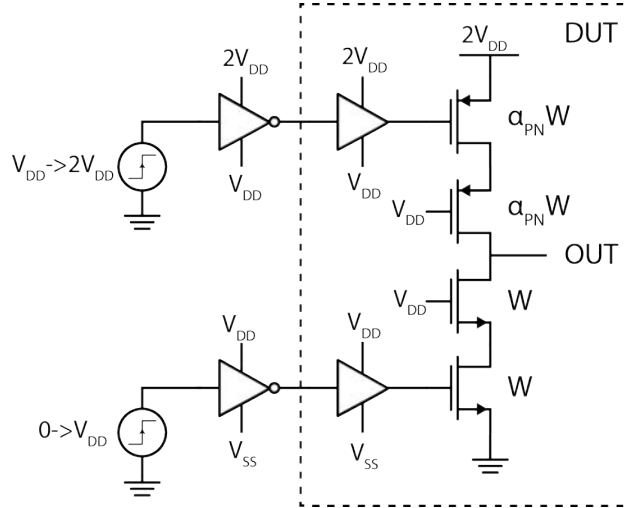 2V_DD DUT
2V_DD 2V_DD
α_PN W
V_DD->2V_DD
V_DD V_DD
V_DD α_PN W
OUT
V_DD W
V_DD V_DD
W
0->V_DD
V_SS V_SS